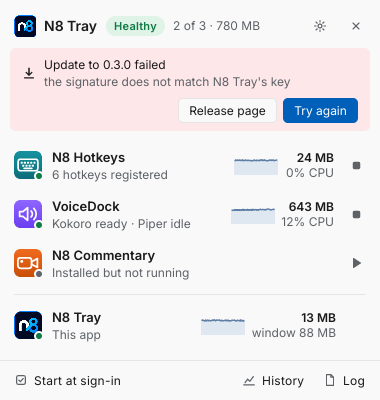 n8 N8 Tray Healthy 2 of 3 · 780 MB
Update to 0.3.0 failed
the signature does not match N8 Tray's key
Release page Try again
N8 Hotkeys 24 MB
6 hotkeys registered 0% CPU
VoiceDock 643 MB
Kokoro ready · Piper idle 12% CPU
N8 Commentary
Installed but not running
n8 N8 Tray 13 MB
This app window 88 MB
Start at sign-in History Log